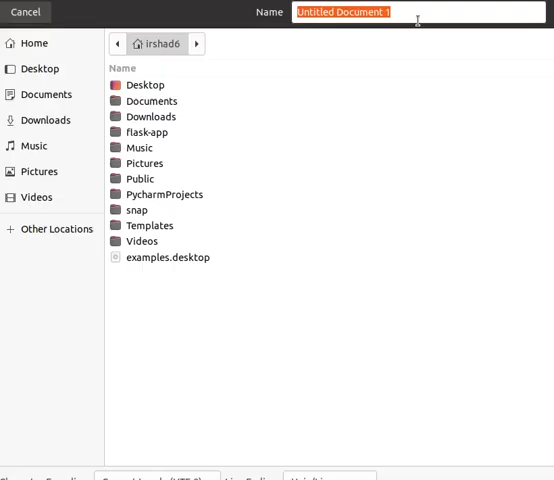 Cancel
Name
Untitled Document 1
Home
Desktop
Documents
Downloads
Music
Pictures
Videos
Other Locations
irshad6
Name
Desktop
Documents
Downloads
flask-app
Music
Pictures
Public
PycharmProjects
snap
Templates
Videos
examples.desktop